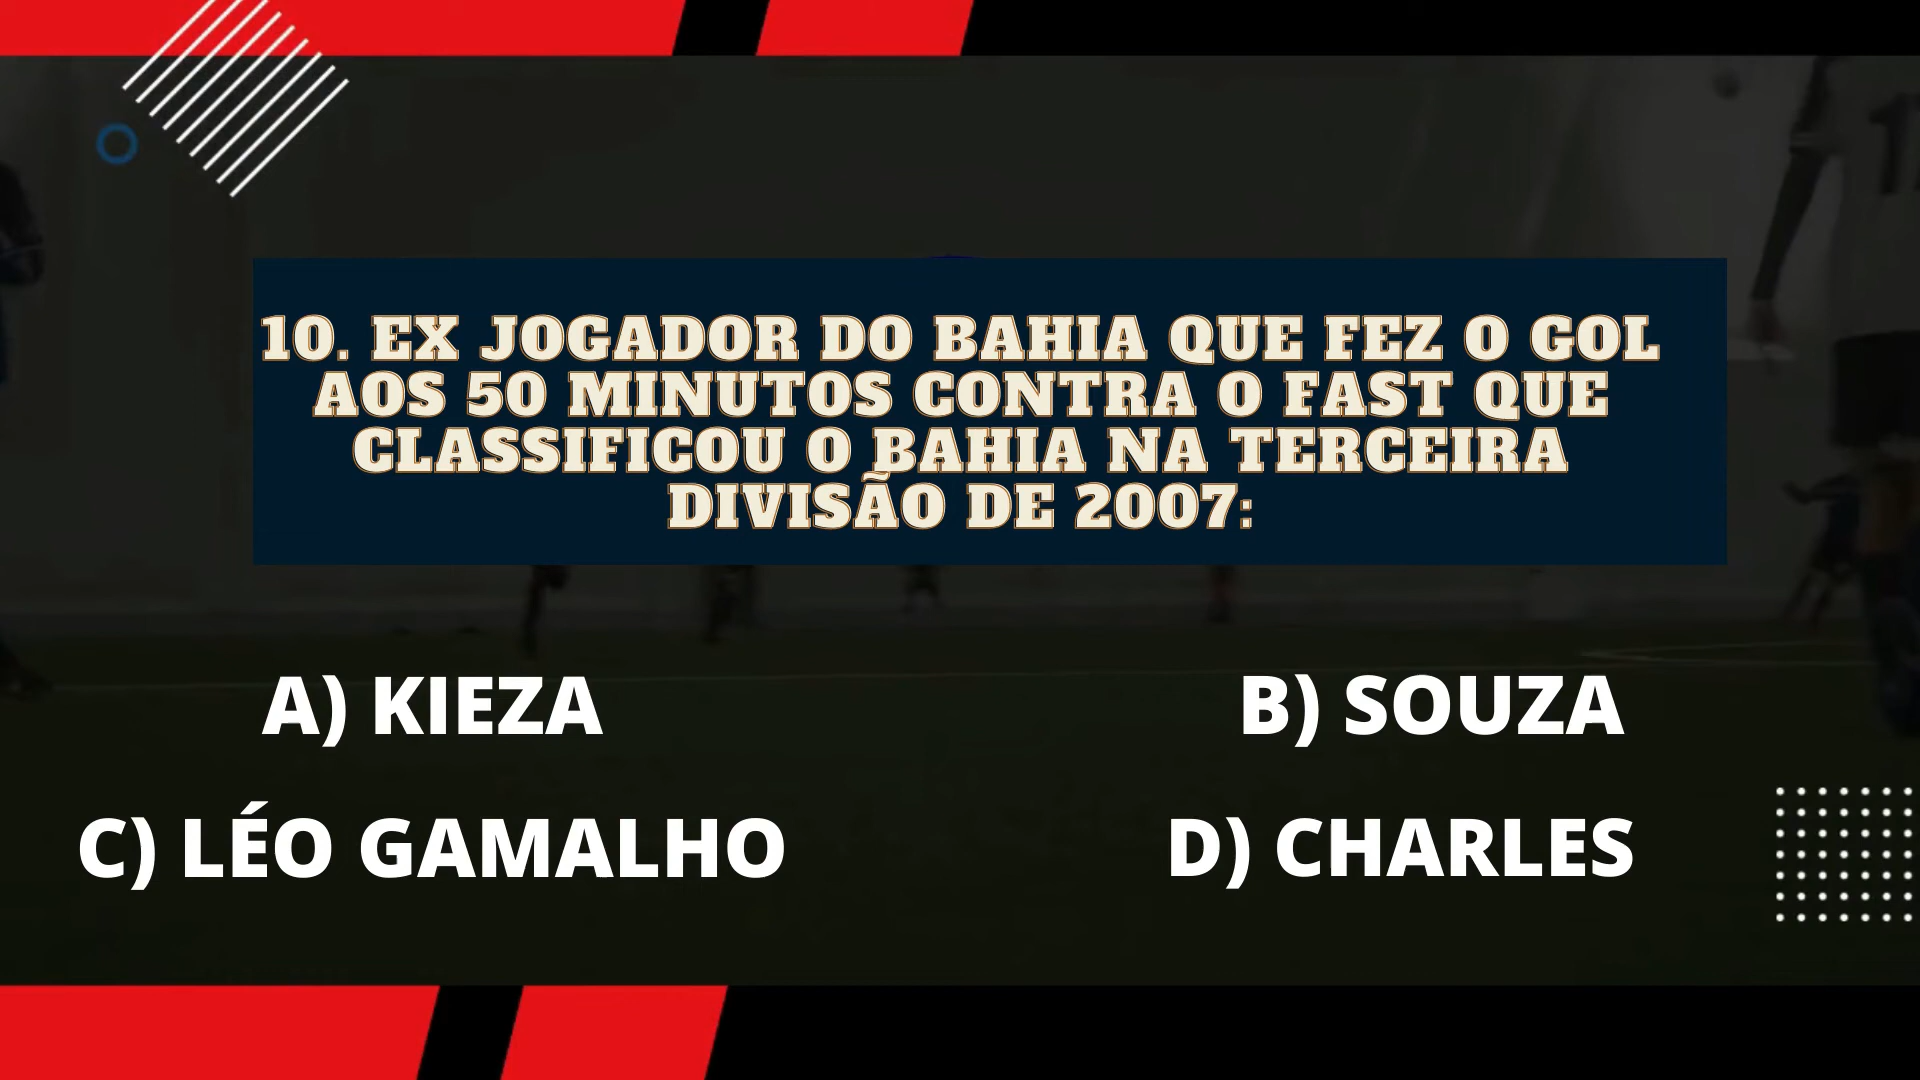 10. EX JOGADOR DO BAHIA QUE FEZ O GOL
AOS 50 MINUTOS CONTRA O FAST QUE
CLASSIFICOU O BAHIA NA TERCEIRA
DIVISÃO DE 2007:
A) KIEZA
B) SOUZA
C) LÉO GAMALHO
D) CHARLES